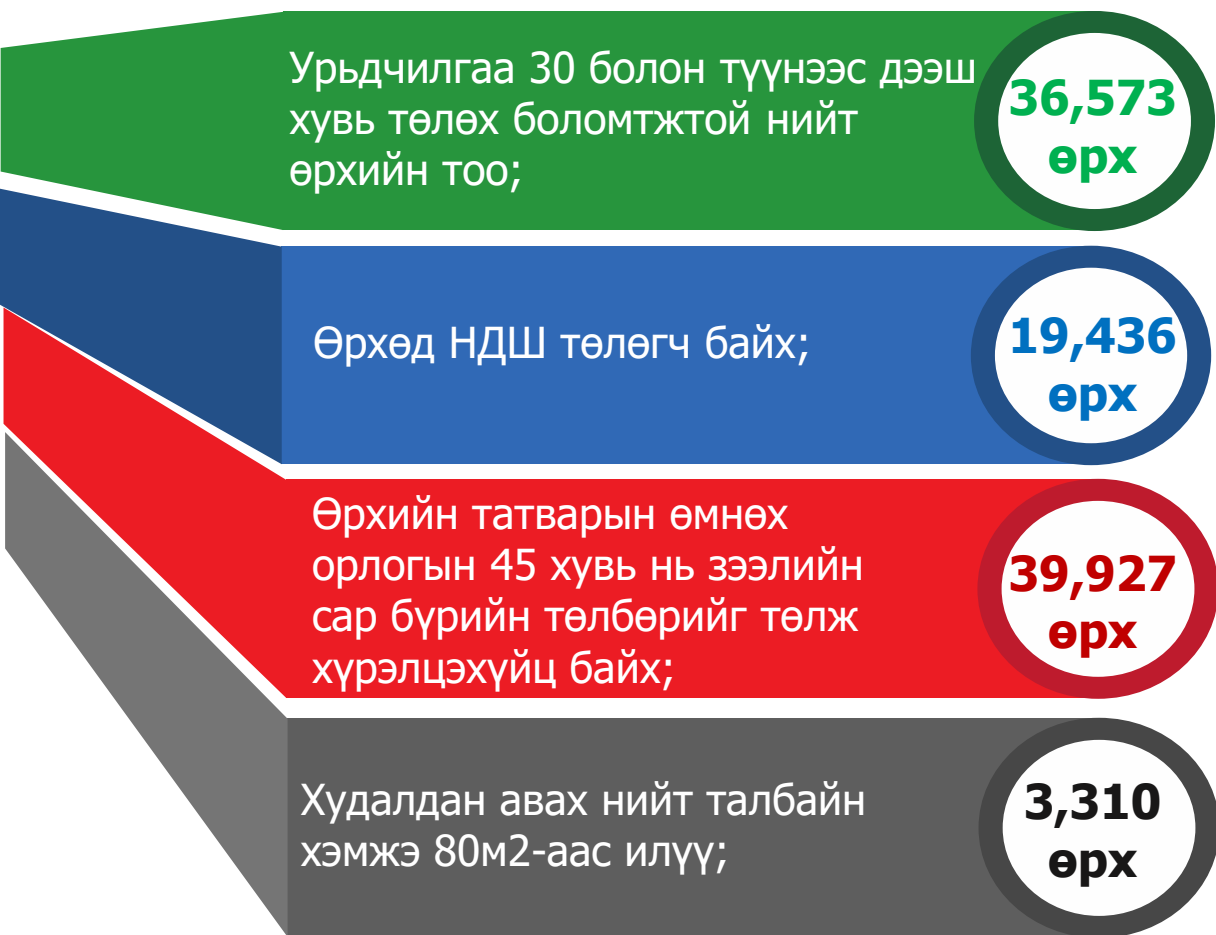 Урьдчилгаа 30 болон түүнээс дээш
хувь төлөх боломтжтой нийт
өрхийн тоо;
36,573
өрх
Өрхөд НДШ төлөгч байх;
19,436
өрх
Өрхийн татварын өмнөх
орлогын 45 хувь нь зээлийн
сар бүрийн төлбөрийг төлж
хүрэлцэхүйц байх;
39,927
өрх
Худалдан авах нийт талбайн
хэмжэ 80м2-аас илүү;
3,310
өрх